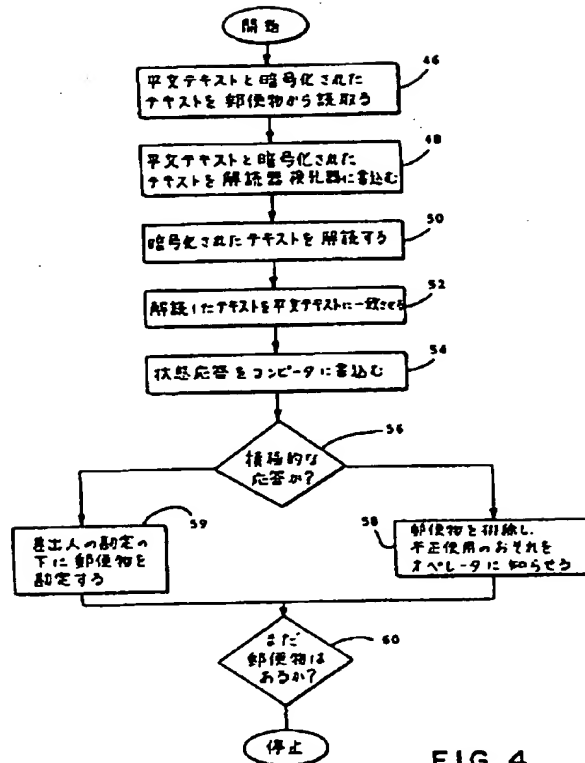 開始
46
平文テキストと暗号化された
テキストを郵便物から読取る
48
平文テキストと暗号化された
テキストを解読器検孔器に書込む
50
暗号化されたテキストを解読する
52
解読したテキストを平文テキストに一致させる
54
状態応答をコンピータに書込む
56
積極的な
応答か?
59
差出人の勘定の
下に郵便物を
勘定する
58
郵便物を排除し、
不正使用のおそれを
オペレータに知らせる
60
まだ
郵便物は
あるか?
停止
FIG. 4